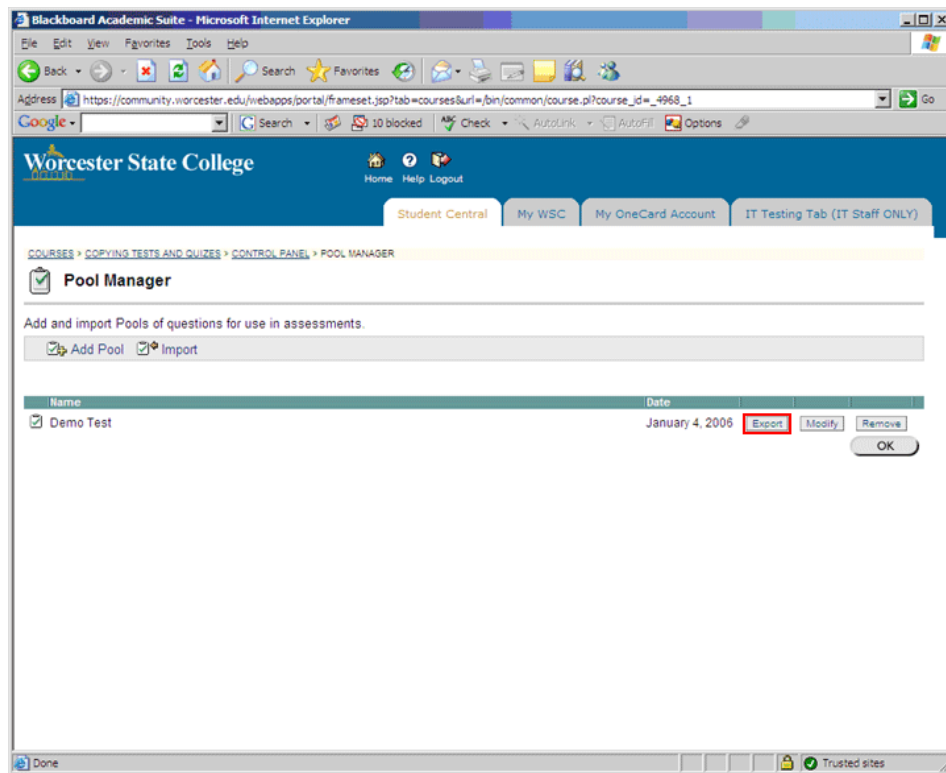 Blackboard Academic Suite - Microsoft Internet Explorer
File Edit View Favorites Tools Help
Back Search Favorites
Address https://community.worcester.edu/webapps/portal/frameset.jsp?tab=courses&url=/bin/common/course.pl?course_id=_4968_1 Go
Google Search 10 blocked ABC Check AutoLink AutoFill Options
Worcester State College
Home Help Logout
Student Central My WSC My OneCard Account IT Testing Tab (IT Staff ONLY)
COURSES > COPYING TESTS AND QUIZES > CONTROL PANEL > POOL MANAGER
Pool Manager
Add and import Pools of questions for use in assessments.
Add Pool Import
Name Date
Demo Test January 4, 2006 Export Modify Remove
OK
Done Trusted sites